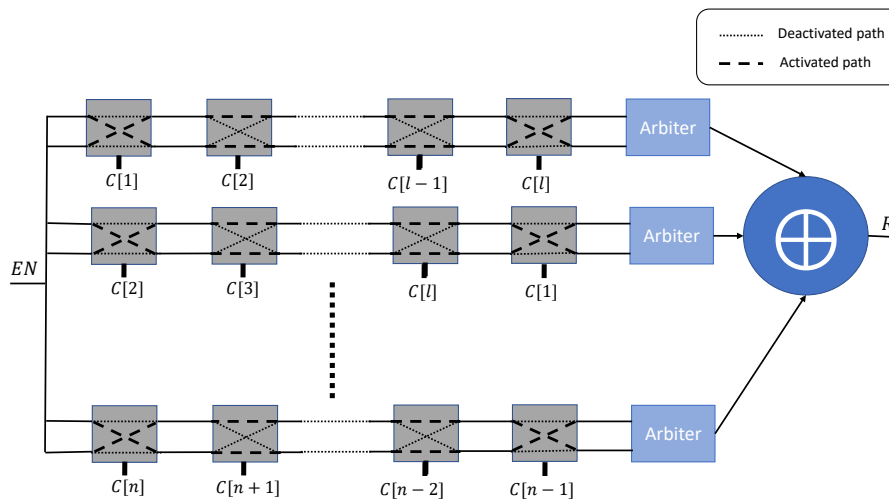 Deactivated path
Activated path
Arbiter
C[1] C[2] C[l − 1] C[l]
Arbiter
R
EN
C[2] C[3] C[l] C[1]
Arbiter
C[n] C[n + 1] C[n − 2] C[n − 1]